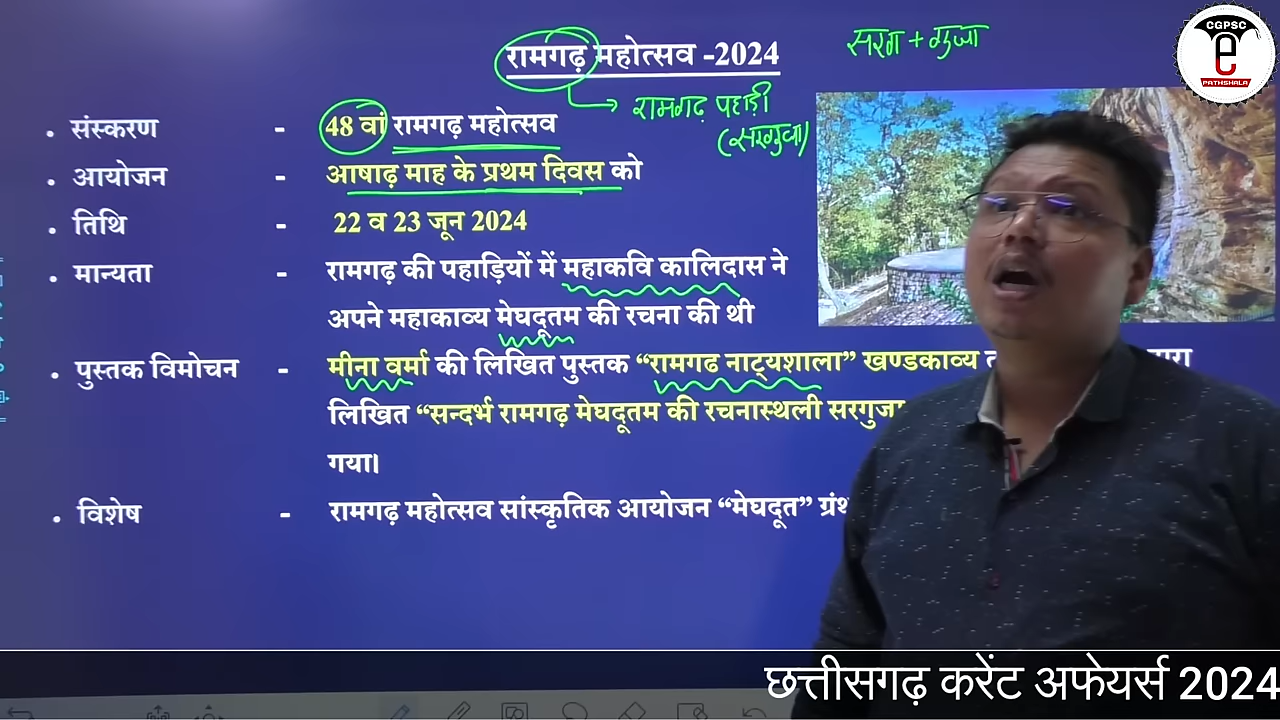 CGPSC
e
PATHSHALA
रामगढ़ महोत्सव -2024
सरग + गुजा
रामगढ़ पहाड़ी
(सरगुजा)
• संस्करण - 48 वां रामगढ़ महोत्सव
• आयोजन - आषाढ़ माह के प्रथम दिवस को
• तिथि - 22 व 23 जून 2024
• मान्यता - रामगढ़ की पहाड़ियों में महाकवि कालिदास ने
अपने महाकाव्य मेघदूतम की रचना की थी
• पुस्तक विमोचन - मीना वर्मा की लिखित पुस्तक “रामगढ नाट्यशाला” खण्डकाव्य
लिखित “सन्दर्भ रामगढ़ मेघदूतम की रचनास्थली सरगुजा
गया।
• विशेष - रामगढ़ महोत्सव सांस्कृतिक आयोजन “मेघदूत”
छत्तीसगढ़ करेंट अफेयर्स 2024